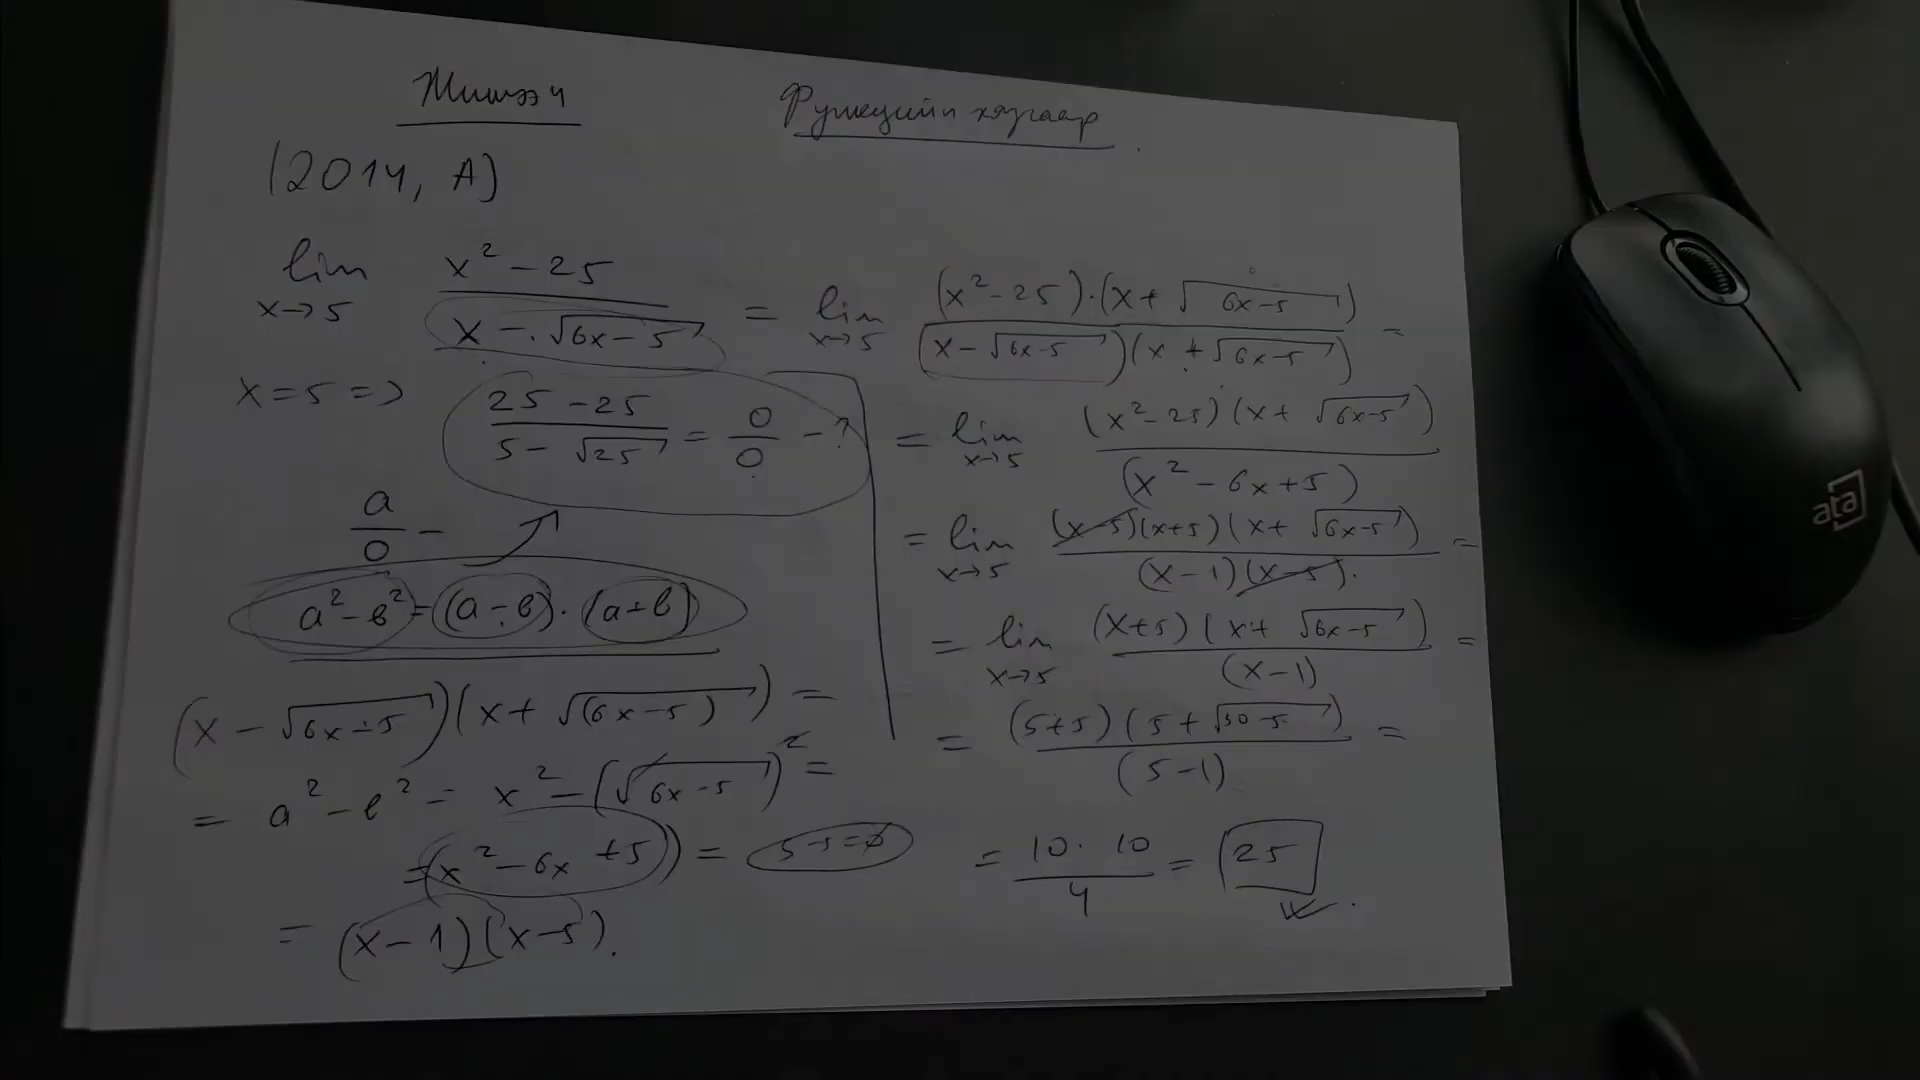 Жишээ 4
Функцийн хязгаар
(2014, A)
lim x→5 (x² - 25)/(x - √(6x-5)) = lim x→5 (x²-25)·(x+√(6x-5))/(x-√(6x-5))(x+√(6x-5)) =
x=5 => (25-25)/(5-√25) = 0/0 - ?
a/0 -
a²-b²=(a-b)·(a+b)
(x-√(6x-5))(x+√(6x-5)) =
= a²-b² = x²-(√(6x-5))² =
=(x²-6x+5) = 5-5=0
= (x-1)(x-5).
= lim x→5 (x²-25)(x+√(6x-5))/(x²-6x+5)
= lim x→5 (x-5)(x+5)(x+√(6x-5))/(x-1)(x-5). =
= lim x→5 (x+5)(x+√(6x-5))/(x-1) =
= (5+5)(5+√(30-5))/(5-1) =
= 10·10/4 = 25
ata